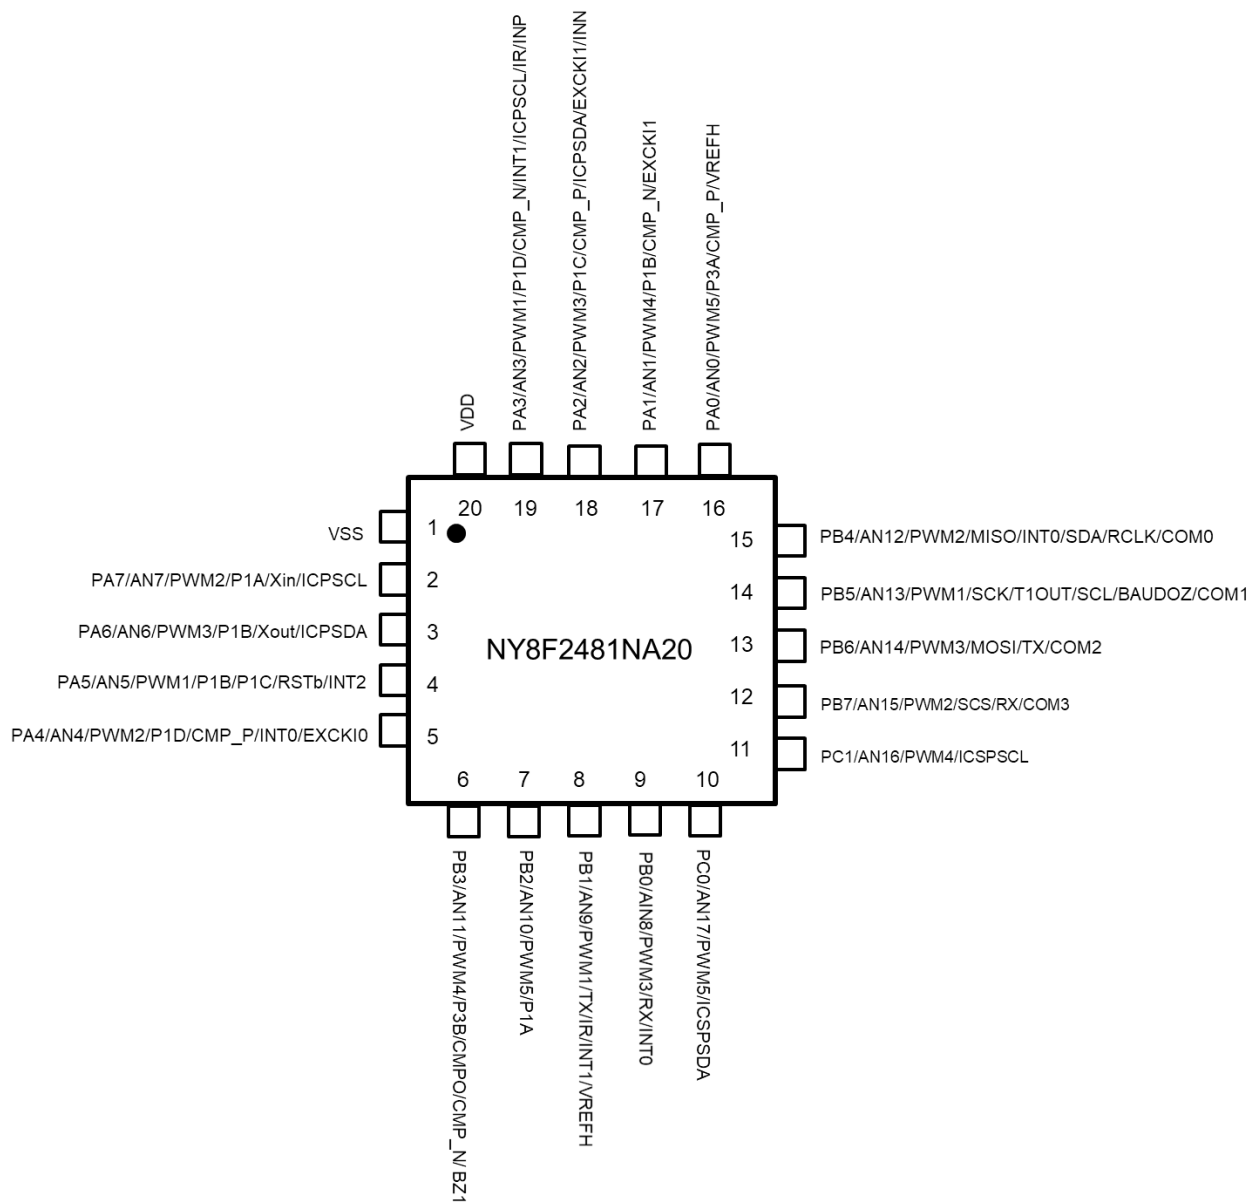 PA3/AN3/PWM1/P1D/CMP_N/INT1/ICPSCL/IR/INP
PA2/AN2/PWM3/P1C/CMP_P/ICPSDA/EXCKI1/INN
PA1/AN1/PWM4/P1B/CMP_N/EXCKI1
PA0/AN0/PWM5/P3A/CMP_P/VREFH
VDD
20
19
18
17
16
VSS
1
PA7/AN7/PWM2/P1A/Xin/ICPSCL
2
PA6/AN6/PWM3/P1B/Xout/ICPSDA
3
PA5/AN5/PWM1/P1B/P1C/RSTb/INT2
4
PA4/AN4/PWM2/P1D/CMP_P/INT0/EXCKI0
5
NY8F2481NA20
15
PB4/AN12/PWM2/MISO/INT0/SDA/RCLK/COM0
14
PB5/AN13/PWM1/SCK/T1OUT/SCL/BAUDOZ/COM1
13
PB6/AN14/PWM3/MOSI/TX/COM2
12
PB7/AN15/PWM2/SCS/RX/COM3
11
PC1/AN16/PWM4/ICSPSCL
6
7
8
9
10
PB3/AN11/PWM4/P3B/CMPO/CMP_N/ BZ1
PB2/AN10/PWM5/P1A
PB1/AN9/PWM1/TX/IR/INT1/VREFH
PB0/AIN8/PWM3/RX/INT0
PC0/AN17/PWM5/ICSPSDA